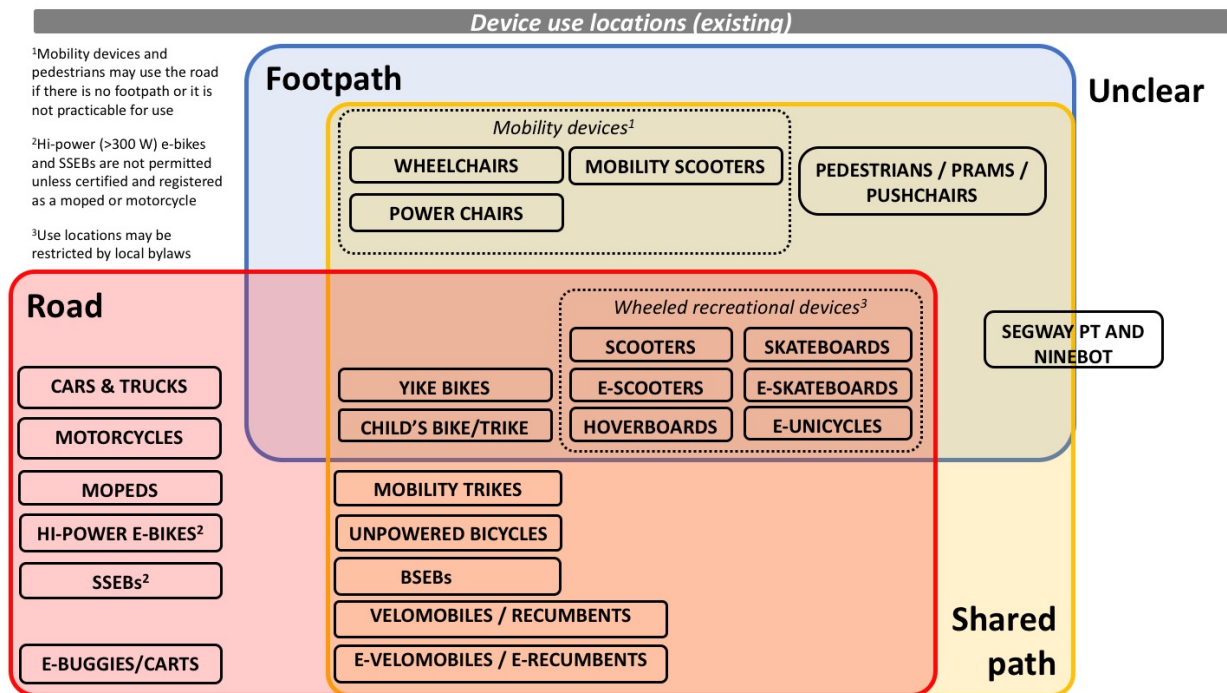 Device use locations (existing)
¹Mobility devices and
pedestrians may use the road
if there is no footpath or it is
not practicable for use
²Hi-power (>300 W) e-bikes
and SSEBs are not permitted
unless certified and registered
as a moped or motorcycle
³Use locations may be
restricted by local bylaws
Footpath
Unclear
Mobility devices¹
WHEELCHAIRS
MOBILITY SCOOTERS
POWER CHAIRS
PEDESTRIANS / PRAMS /
PUSHCHAIRS
Road
Wheeled recreational devices³
SCOOTERS
SKATEBOARDS
SEGWAY PT AND
NINEBOT
CARS & TRUCKS
YIKE BIKES
E-SCOOTERS
E-SKATEBOARDS
MOTORCYCLES
CHILD'S BIKE/TRIKE
HOVERBOARDS
E-UNICYCLES
MOPEDS
MOBILITY TRIKES
HI-POWER E-BIKES²
UNPOWERED BICYCLES
SSEBs²
BSEBs
VELOMOBILES / RECUMBENTS
E-BUGGIES/CARTS
E-VELOMOBILES / E-RECUMBENTS
Shared
path